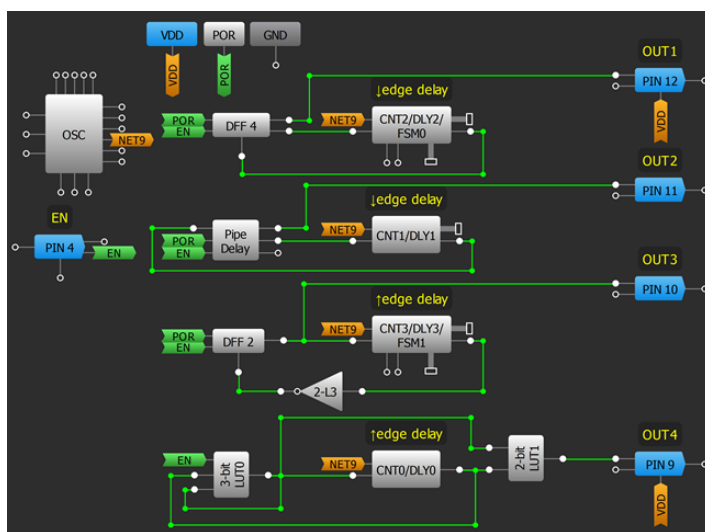 VDD
POR
GND
VDD
POR
OSC
NET9
OUT1
PIN 12
VDD
↓edge delay
POR
EN
DFF 4
NET9
CNT2/DLY2/
FSM0
OUT2
PIN 11
↓edge delay
EN
PIN 4
EN
POR
EN
Pipe
Delay
NET9
CNT1/DLY1
OUT3
PIN 10
↑edge delay
POR
EN
DFF 2
NET9
CNT3/DLY3/
FSM1
2-L3
↑edge delay
OUT4
EN
3-bit
LUT0
NET9
CNT0/DLY0
2-bit
LUT1
PIN 9
VDD